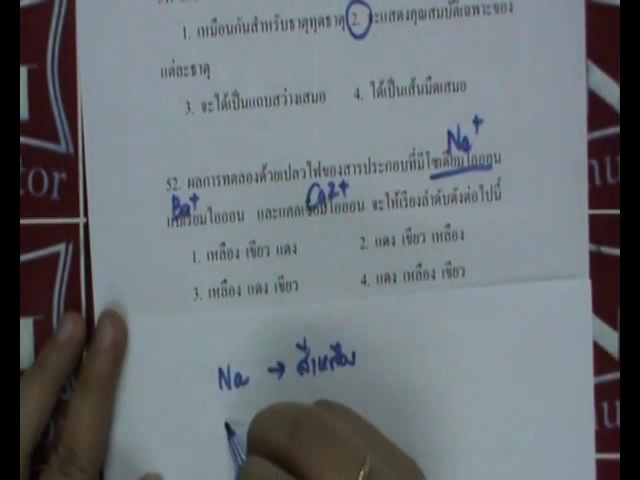 1. เหมือนกันสำหรับธาตุทุดธาตุ 2. จะแสดงคุณสมบัติเฉพาะของ
แต่ละธาตุ
3. จะได้เป็นแถบสว่างเสมอ 4. ได้เป็นเส้นมืดเสมอ
Na+
52. ผลการทดลองด้วยเปลวไฟของสารประกอบที่มีโซเดียมไอออน
Ba+ Ca2+
แบเรียมไอออน และแคลเซียมไอออน จะให้เรียงลำดับดังต่อไปนี้
1. เหลือง เขียว แดง 2. แดง เขียว เหลือง
3. เหลือง แดง เขียว 4. แดง เหลือง เขียว
Na → สีเหลือง